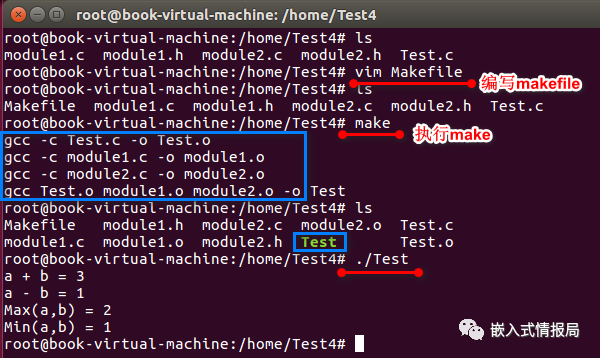 root@book-virtual-machine: /home/Test4
root@book-virtual-machine:/home/Test4# ls
module1.c  module1.h  module2.c  module2.h  Test.c
root@book-virtual-machine:/home/Test4# vim Makefile
编写makefile
root@book-virtual-machine:/home/Test4# ls
Makefile  module1.c  module1.h  module2.c  module2.h  Test.c
root@book-virtual-machine:/home/Test4# make
执行make
gcc -c Test.c -o Test.o
gcc -c module1.c -o module1.o
gcc -c module2.c -o module2.o
gcc Test.o module1.o module2.o -o Test
root@book-virtual-machine:/home/Test4# ls
Makefile   module1.h  module2.c  module2.o  Test.c
module1.c  module1.o  module2.h  Test       Test.o
root@book-virtual-machine:/home/Test4# ./Test
a + b = 3
a - b = 1
Max(a,b) = 2
Min(a,b) = 1
root@book-virtual-machine:/home/Test4#
嵌入式情报局